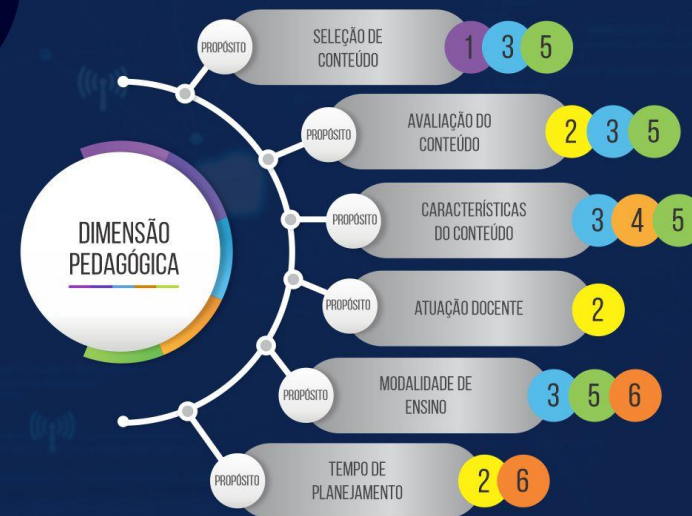 DIMENSÃO
PEDAGÓGICA
PROPÓSITO
SELEÇÃO DE
CONTEÚDO
1 3 5
PROPÓSITO
AVALIAÇÃO DO
CONTEÚDO
2 3 5
PROPÓSITO
CARACTERÍSTICAS
DO CONTEÚDO
3 4 5
PROPÓSITO
ATUAÇÃO DOCENTE
2
PROPÓSITO
MODALIDADE DE
ENSINO
3 5 6
PROPÓSITO
TEMPO DE
PLANEJAMENTO
2 6